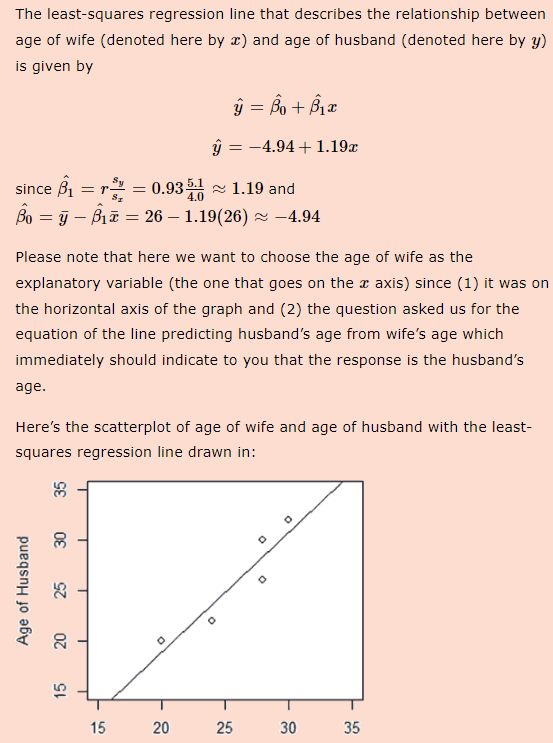 The least-squares regression line that describes the relationship between
age of wife (denoted here by x) and age of husband (denoted here by y)
is given by
ŷ = β̂₀ + β̂₁x
ŷ = −4.94 + 1.19x
since β̂₁ = r s_y/s_x = 0.93 5.1/4.0 ≈ 1.19 and
β̂₀ = ȳ − β̂₁x̄ = 26 − 1.19(26) ≈ −4.94
Please note that here we want to choose the age of wife as the
explanatory variable (the one that goes on the x axis) since (1) it was on
the horizontal axis of the graph and (2) the question asked us for the
equation of the line predicting husband's age from wife's age which
immediately should indicate to you that the response is the husband's
age.
Here's the scatterplot of age of wife and age of husband with the least-
squares regression line drawn in:
Age of Husband
35
30
25
20
15
15 20 25 30 35